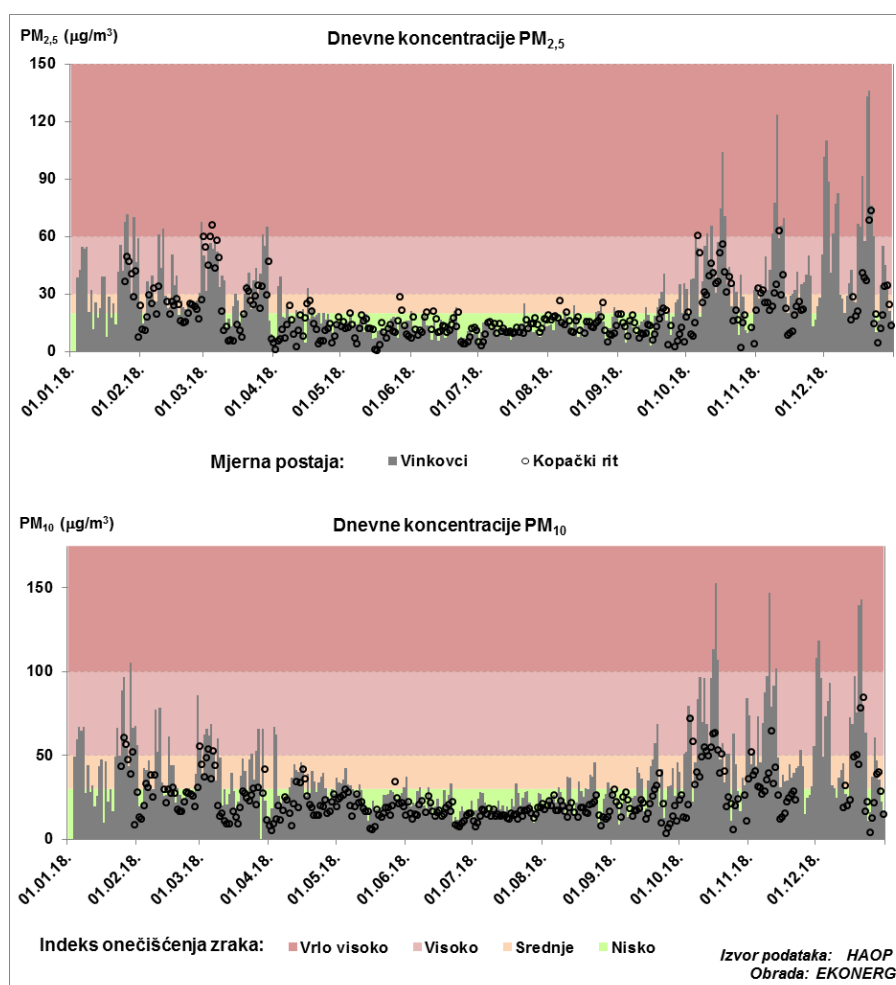 PM2,5 (µg/m³)
Dnevne koncentracije PM2,5
150
120
90
60
30
0
01.01.18. 01.02.18. 01.03.18. 01.04.18. 01.05.18. 01.06.18. 01.07.18. 01.08.18. 01.09.18. 01.10.18. 01.11.18. 01.12.18.
Mjerna postaja: Vinkovci Kopački rit
PM10 (µg/m³)
Dnevne koncentracije PM10
150
100
50
0
01.01.18. 01.02.18. 01.03.18. 01.04.18. 01.05.18. 01.06.18. 01.07.18. 01.08.18. 01.09.18. 01.10.18. 01.11.18. 01.12.18.
Indeks onečišćenja zraka: Vrlo visoko Visoko Srednje Nisko
Izvor podataka: HAOP
Obrada: EKONERG